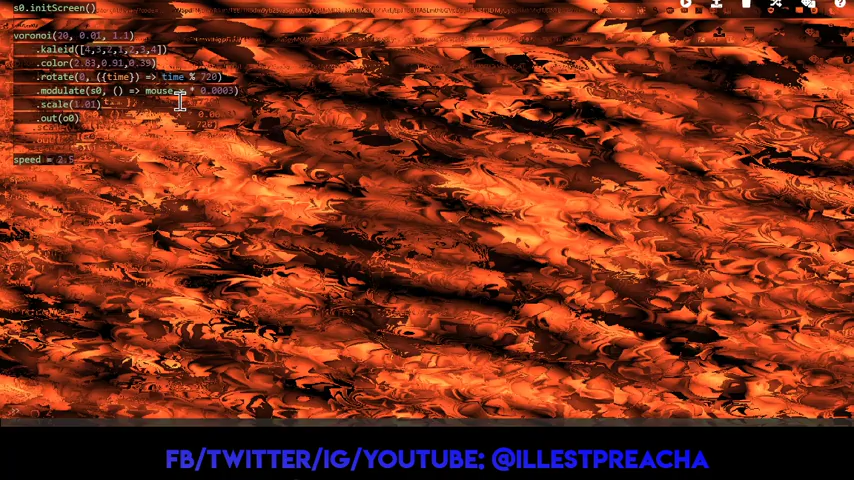 s0.initScreen()
voronoi(20, 0.01, 1.1)
.kaleid([4,3,2,1,2,3,4])
.color(2.83,0.91,0.39)
.rotate(0, ({time}) => time % 720)
.modulate(s0, () => mouse * 0.0003)
.scale(1.01)
.out(o0)
speed = 2.5
FB/TWITTER/IG/YOUTUBE: @ILLESTPREACHA